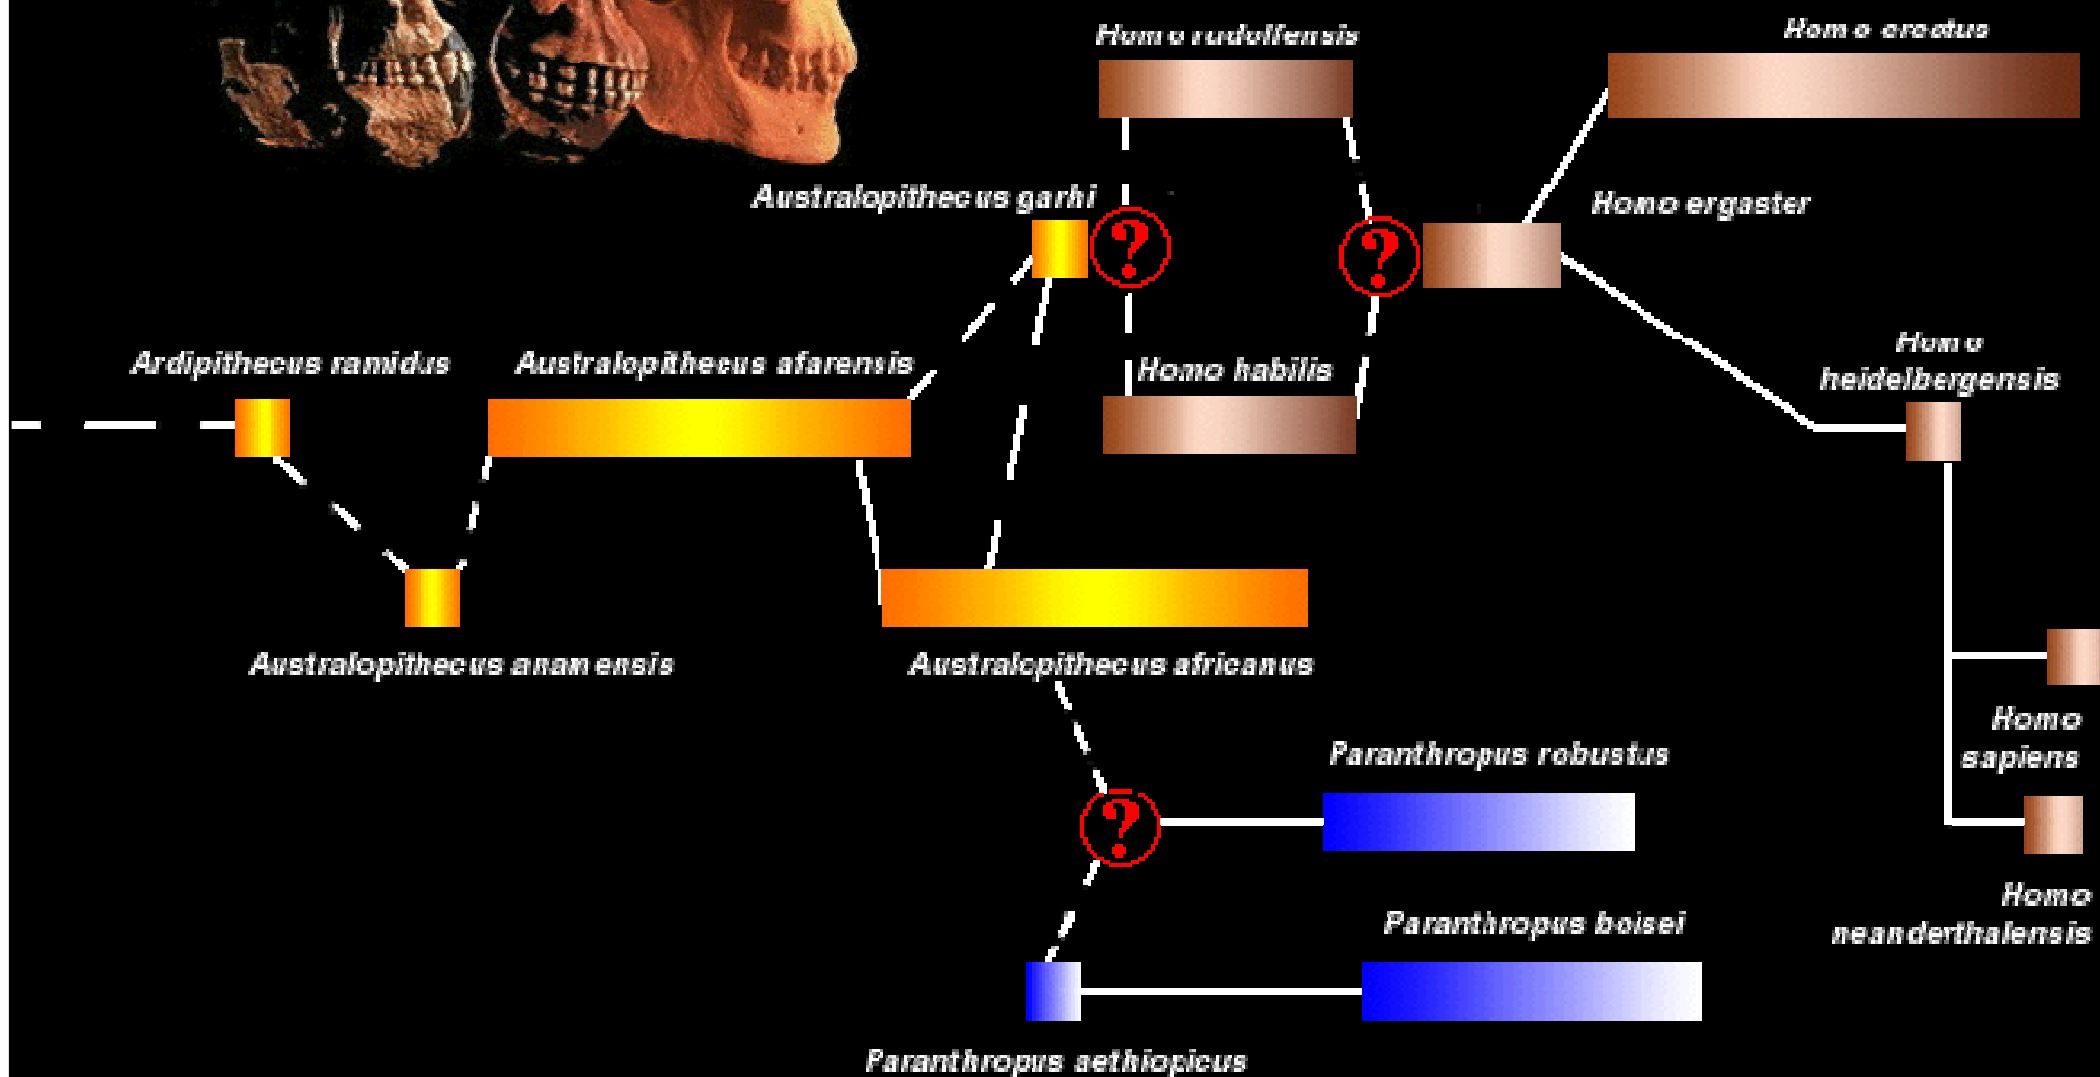 Homo rudolfensis
Homo erectus
Australopithecus garhi
Homo ergaster
?
?
Homo
heidelbergensis
Ardipithecus ramidus
Australopithecus afarensis
Homo habilis
Australopithecus anamensis
Australopithecus africanus
Homo
sapiens
Paranthropus robustus
?
Homo
neanderthalensis
Paranthropus boisei
Paranthropus aethiopicus